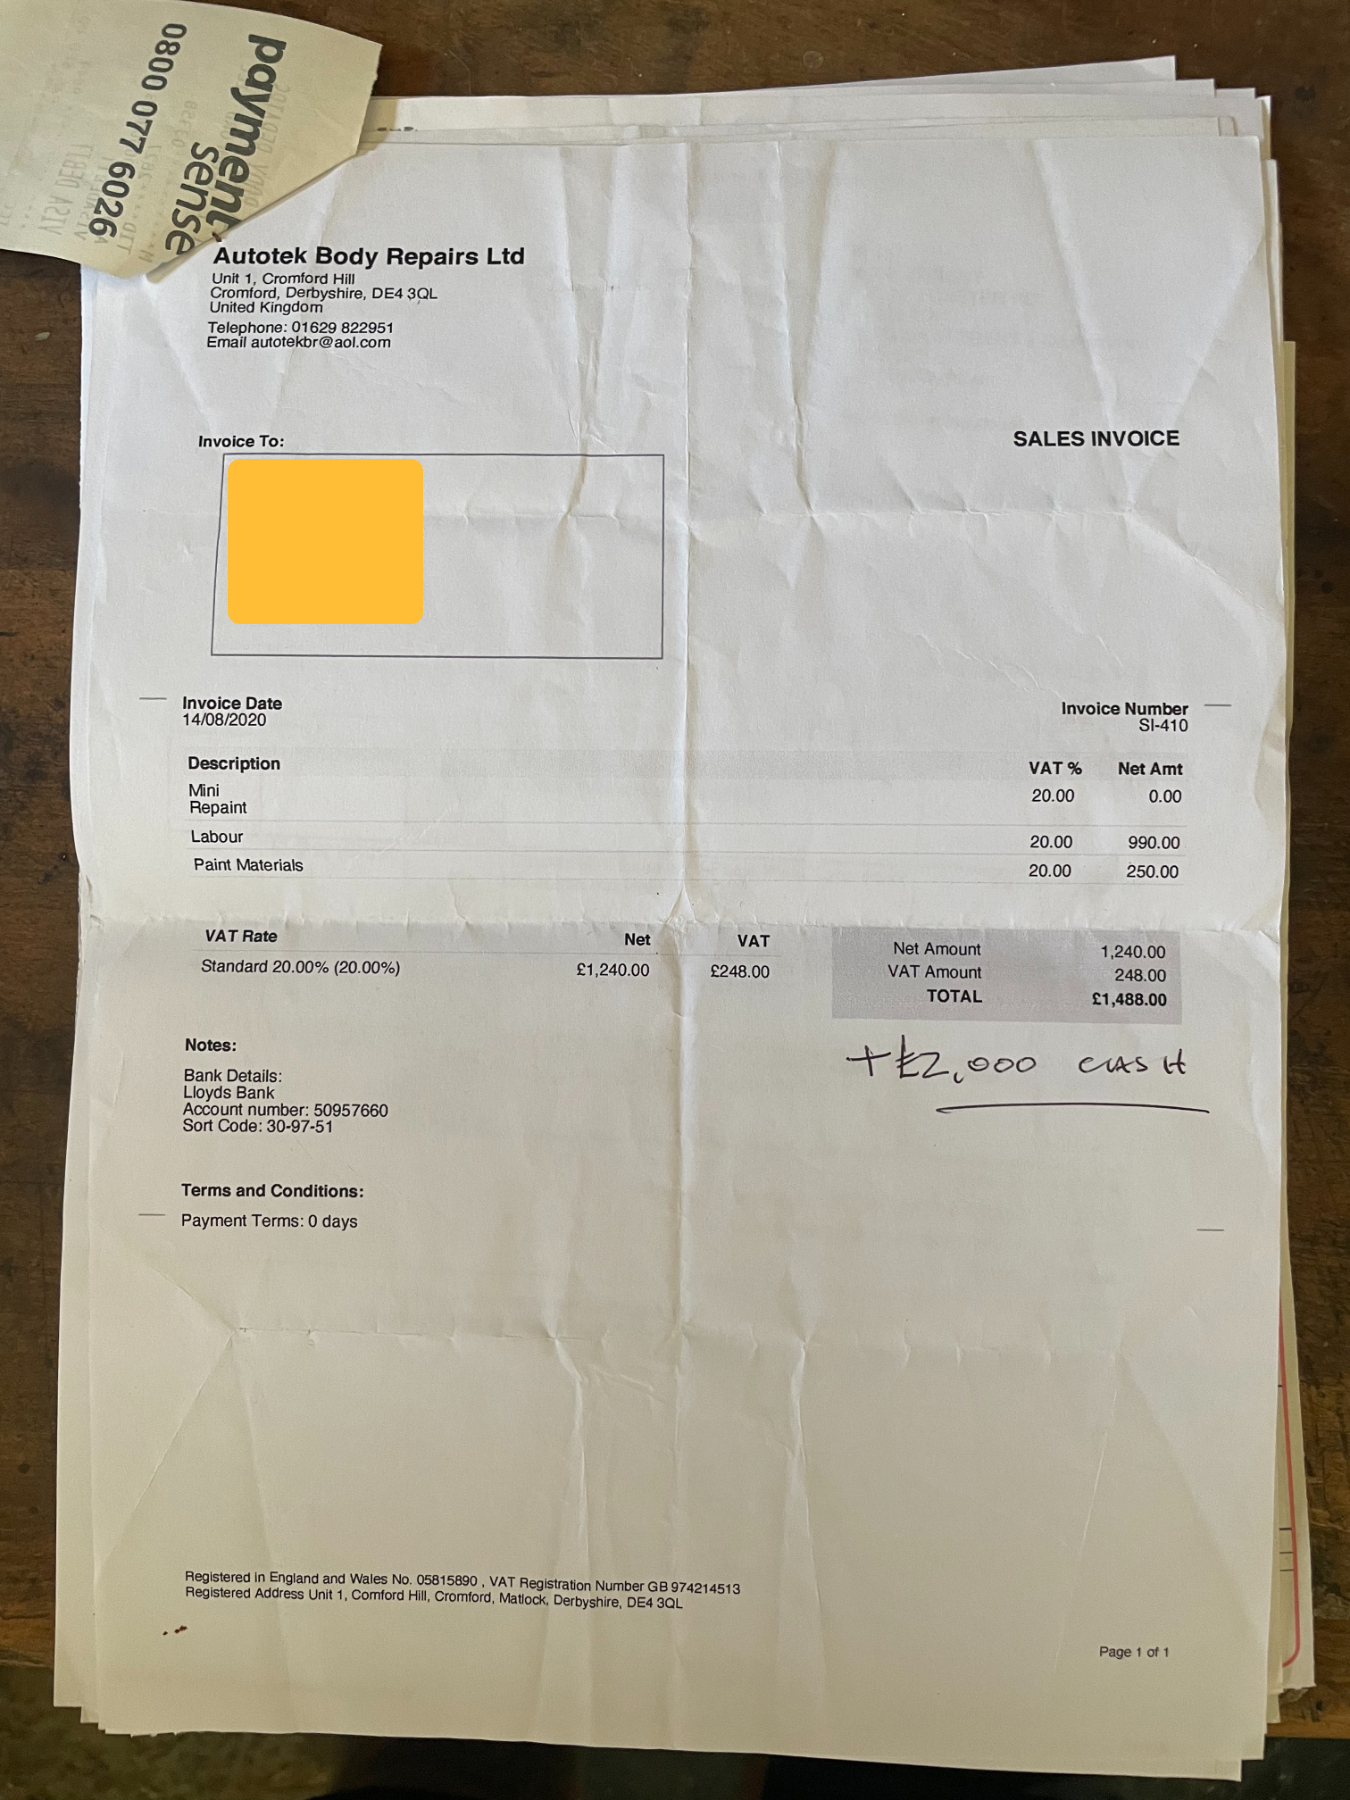 payment
sense
0800 077 6026
VISA DEBIT
Autotek Body Repairs Ltd
Unit 1, Cromford Hill
Cromford, Derbyshire, DE4 3QL
United Kingdom
Telephone: 01629 822951
Email autotekbr@aol.com
Invoice To:
SALES INVOICE
Invoice Date
14/08/2020
Invoice Number
SI-410
Description VAT % Net Amt
Mini 20.00 0.00
Repaint
Labour 20.00 990.00
Paint Materials 20.00 250.00
VAT Rate Net VAT
Standard 20.00% (20.00%) £1,240.00 £248.00
Net Amount 1,240.00
VAT Amount 248.00
TOTAL £1,488.00
+£2,000 CASH
Notes:
Bank Details:
Lloyds Bank
Account number: 50957660
Sort Code: 30-97-51
Terms and Conditions:
Payment Terms: 0 days
Registered in England and Wales No. 05815890 , VAT Registration Number GB 974214513
Registered Address Unit 1, Comford Hill, Cromford, Matlock, Derbyshire, DE4 3QL
Page 1 of 1